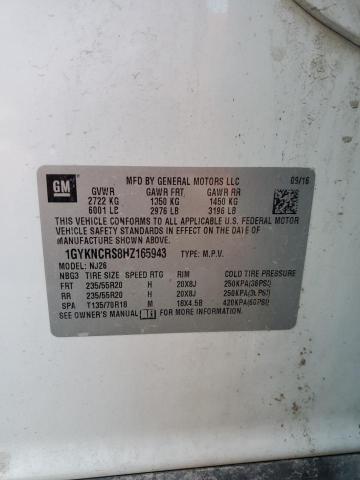 GM
MFD BY GENERAL MOTORS LLC 09/16
GVWR GAWR FRT GAWR RR
2722 KG 1350 KG 1450 KG
6001 LB 2976 LB 3196 LB
THIS VEHICLE CONFORMS TO ALL APPLICABLE U.S. FEDERAL MOTOR
VEHICLE SAFETY, BUMPER, AND THEFT PREVENTION STANDARDS IN
EFFECT ON THE DATE OF MANUFACTURE SHOWN ABOVE.
1GYKNCRS8HZ165943 TYPE: M.P.V.
MODEL: NJ26
NBG3 TIRE SIZE SPEED RTG RIM COLD TIRE PRESSURE
FRT 235/55R20 H 20X8J 250KPA(36PSI)
RR 235/55R20 H 20X8J 250KPA(36PSI)
SPA T135/70R18 M 18X4.5B 420KPA(60PSI)
SEE OWNER'S MANUAL FOR MORE INFORMATION